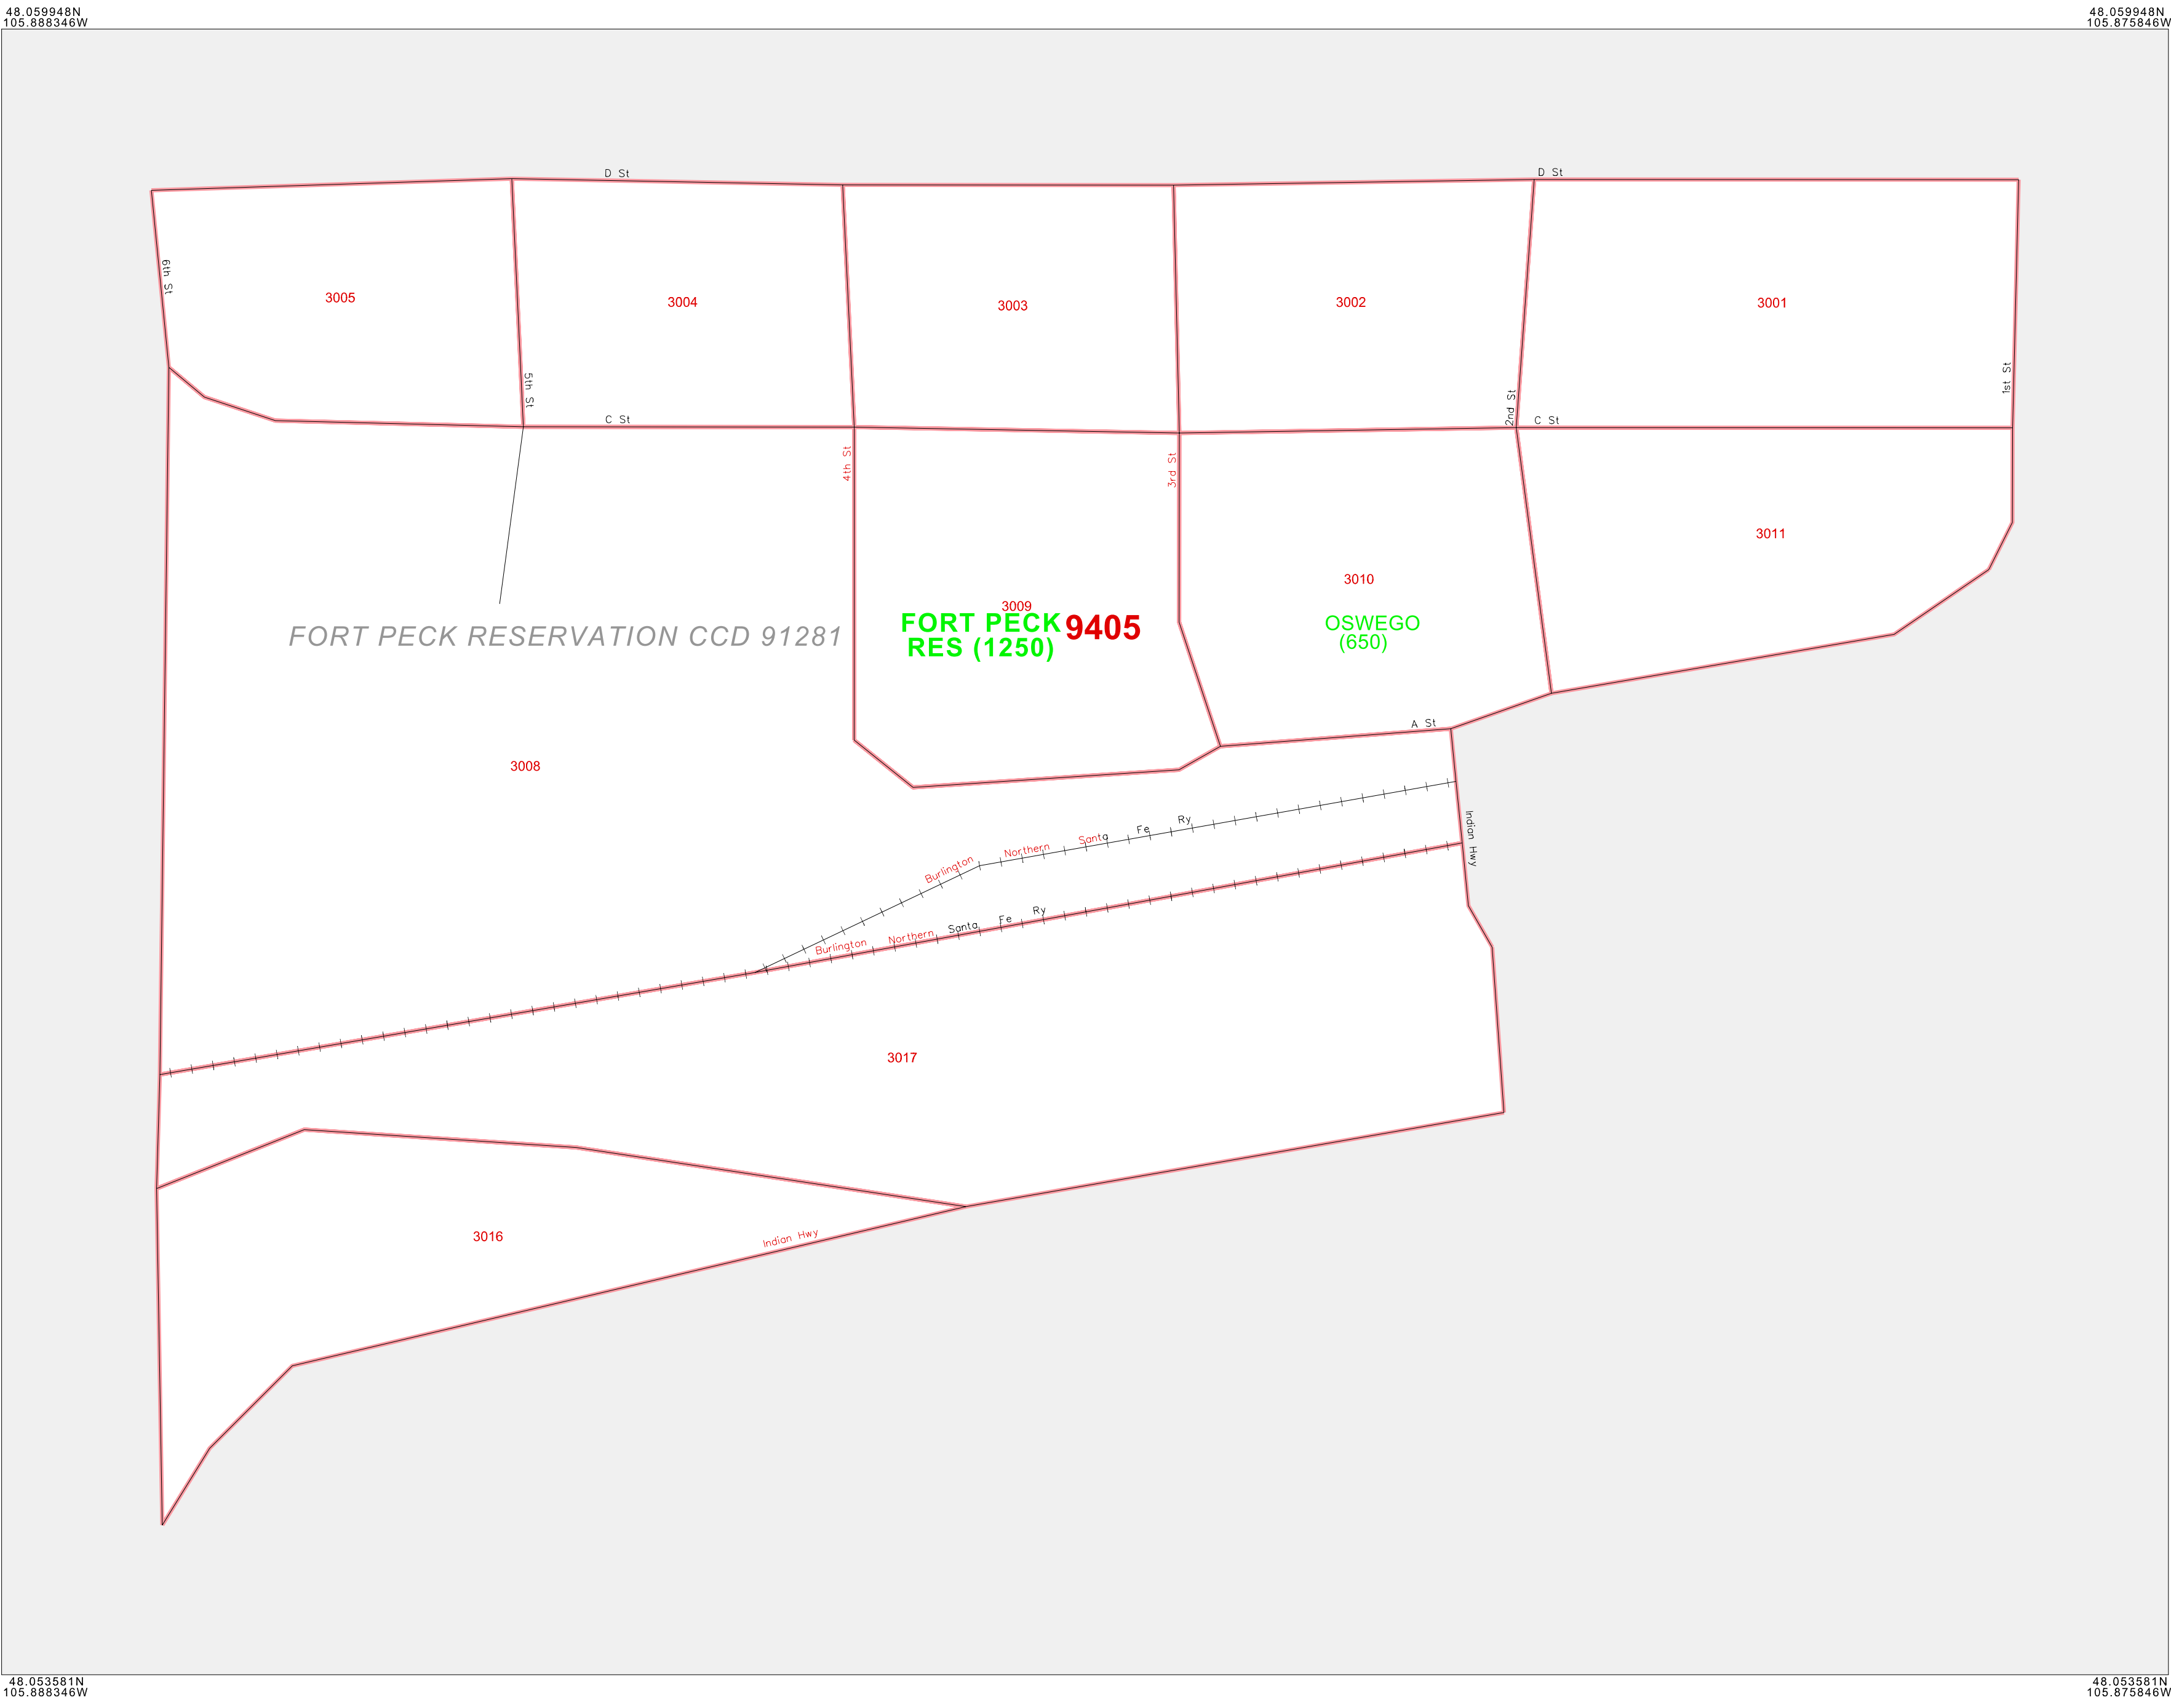 48.059948N
105.888346W
48.059948N
105.875846W
D St
D St
6th St
3005
3004
3003
3002
3001
5th St
1st St
2nd St
C St
C St
4th St
3rd St
3011
3010
3009
FORT PECK
RES (1250)
9405
OSWEGO
(650)
FORT PECK RESERVATION CCD 91281
A St
3008
Indian Hwy
Burlington Northern Santa Fe Ry
Burlington Northern Santa Fe Ry
3017
3016
Indian Hwy
48.053581N
105.888346W
48.053581N
105.875846W